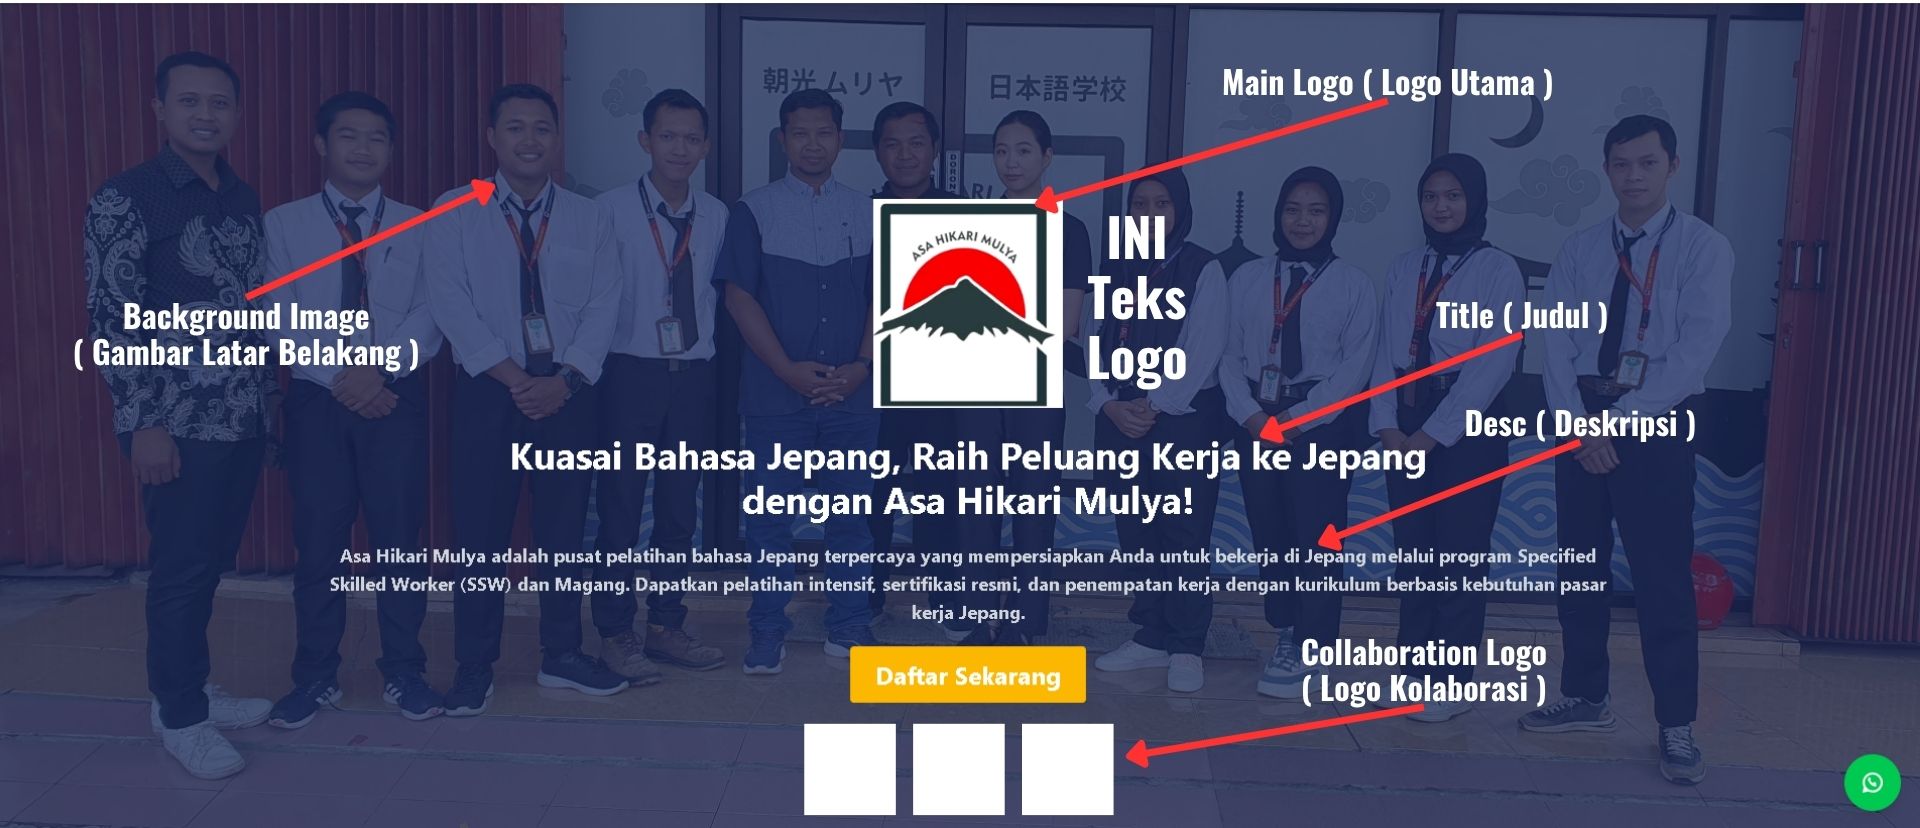 朝光 ムリヤ
日本語学校
Main Logo ( Logo Utama )
DORONG
ASA HIKARI MULYA
INI
Teks
Logo
Background Image
( Gambar Latar Belakang )
Title ( Judul )
Desc ( Deskripsi )
Kuasai Bahasa Jepang, Raih Peluang Kerja ke Jepang
dengan Asa Hikari Mulya!
Asa Hikari Mulya adalah pusat pelatihan bahasa Jepang terpercaya yang mempersiapkan Anda untuk bekerja di Jepang melalui program Specified
Skilled Worker (SSW) dan Magang. Dapatkan pelatihan intensif, sertifikasi resmi, dan penempatan kerja dengan kurikulum berbasis kebutuhan pasar
kerja Jepang.
Collaboration Logo
( Logo Kolaborasi )
Daftar Sekarang